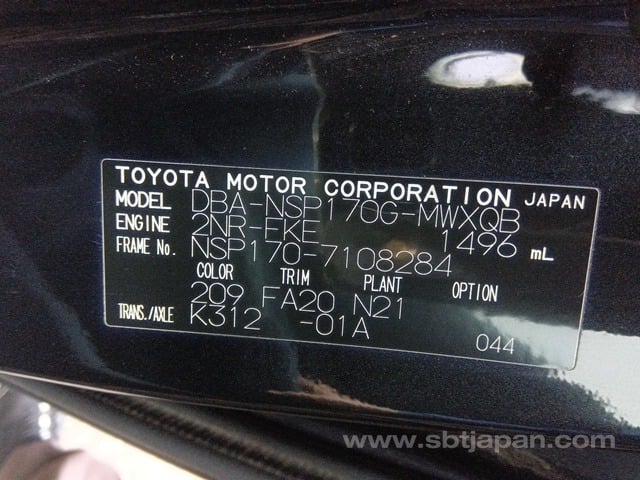 TOYOTA MOTOR CORPORATION JAPAN
MODEL DBA-NSP170G-MWXQB
ENGINE 2NR-FKE 1496 mL
FRAME No. NSP170-7108284
COLOR TRIM PLANT OPTION
209 FA20 N21
TRANS./AXLE K312 -01A
044
www.sbtjapan.com